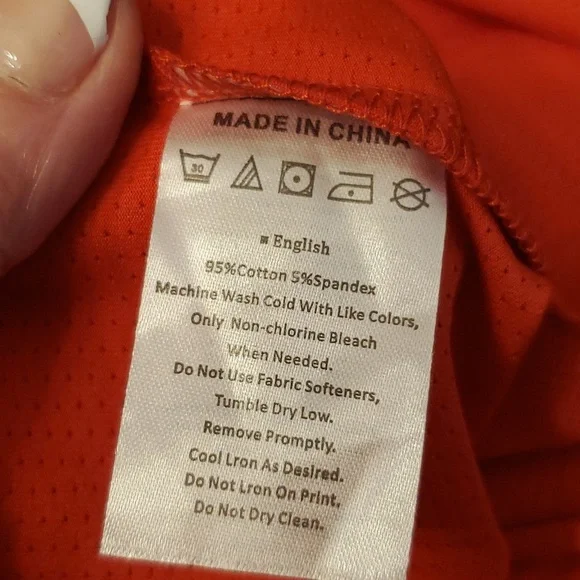 MADE IN CHINA
30
English
95%Cotton 5%Spandex
Machine Wash Cold With Like Colors,
Only Non-chlorine Bleach
When Needed.
Do Not Use Fabric Softeners,
Tumble Dry Low.
Remove Promptly.
Cool Lron As Desired.
Do Not Lron On Print,
Do Not Dry Clean.